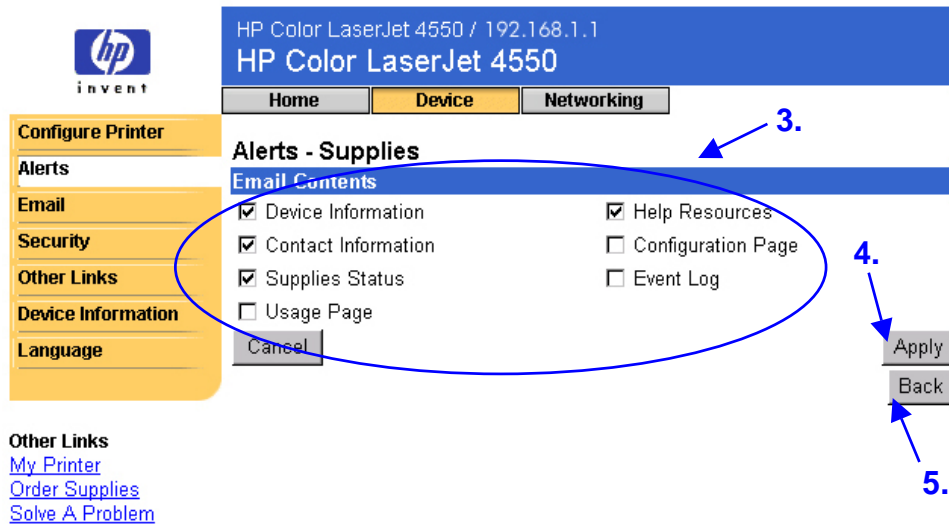 hp
invent
HP Color LaserJet 4550 / 192.168.1.1
HP Color LaserJet 4550
Home Device Networking
Configure Printer
Alerts
Email
Security
Other Links
Device Information
Language
3.
Alerts - Supplies
Email Contents
Device Information Help Resources
Contact Information Configuration Page
Supplies Status Event Log
Usage Page
4.
Cancel Apply
Back
5.
Other Links
My Printer
Order Supplies
Solve A Problem